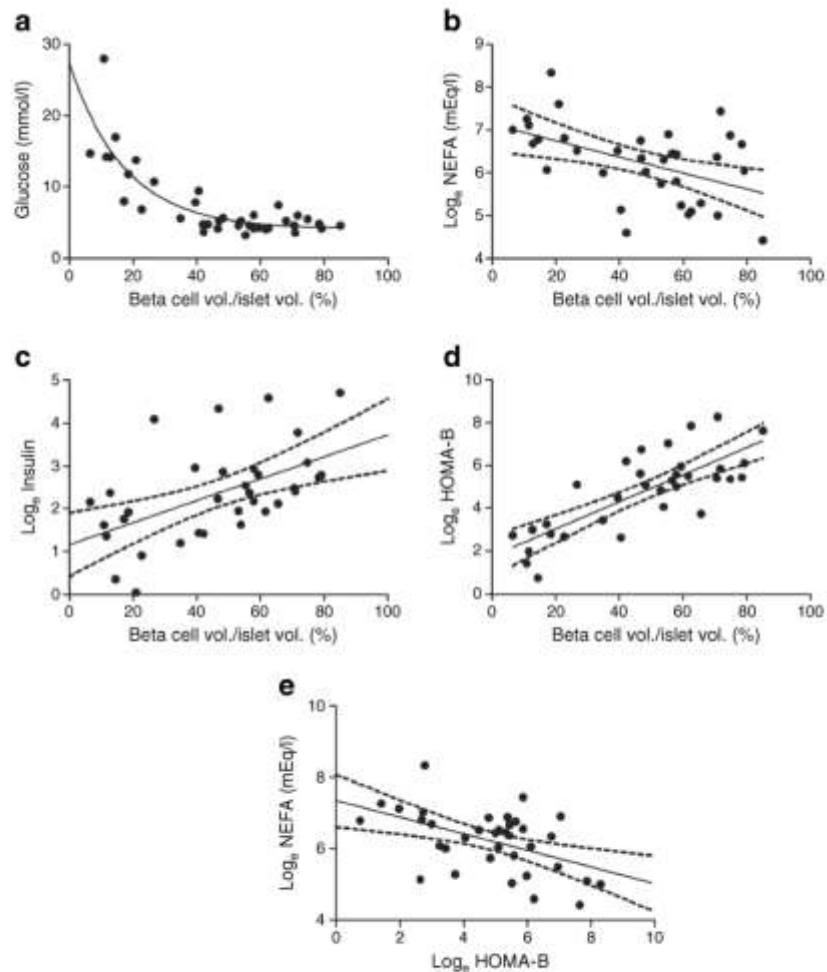 a
Glucose (mmol/l)
30
20
10
0
0 20 40 60 80 100
Beta cell vol./islet vol. (%)
b
Logₑ NEFA (mEq/l)
9
8
7
6
5
4
0 20 40 60 80 100
Beta cell vol./islet vol. (%)
c
Logₑ Insulin
5
4
3
2
1
0
0 20 40 60 80 100
Beta cell vol./islet vol. (%)
d
Logₑ HOMA-B
10
8
6
4
2
0
0 20 40 60 80 100
Beta cell vol./islet vol. (%)
e
Logₑ NEFA (mEq/l)
10
8
6
4
0 2 4 6 8 10
Logₑ HOMA-B